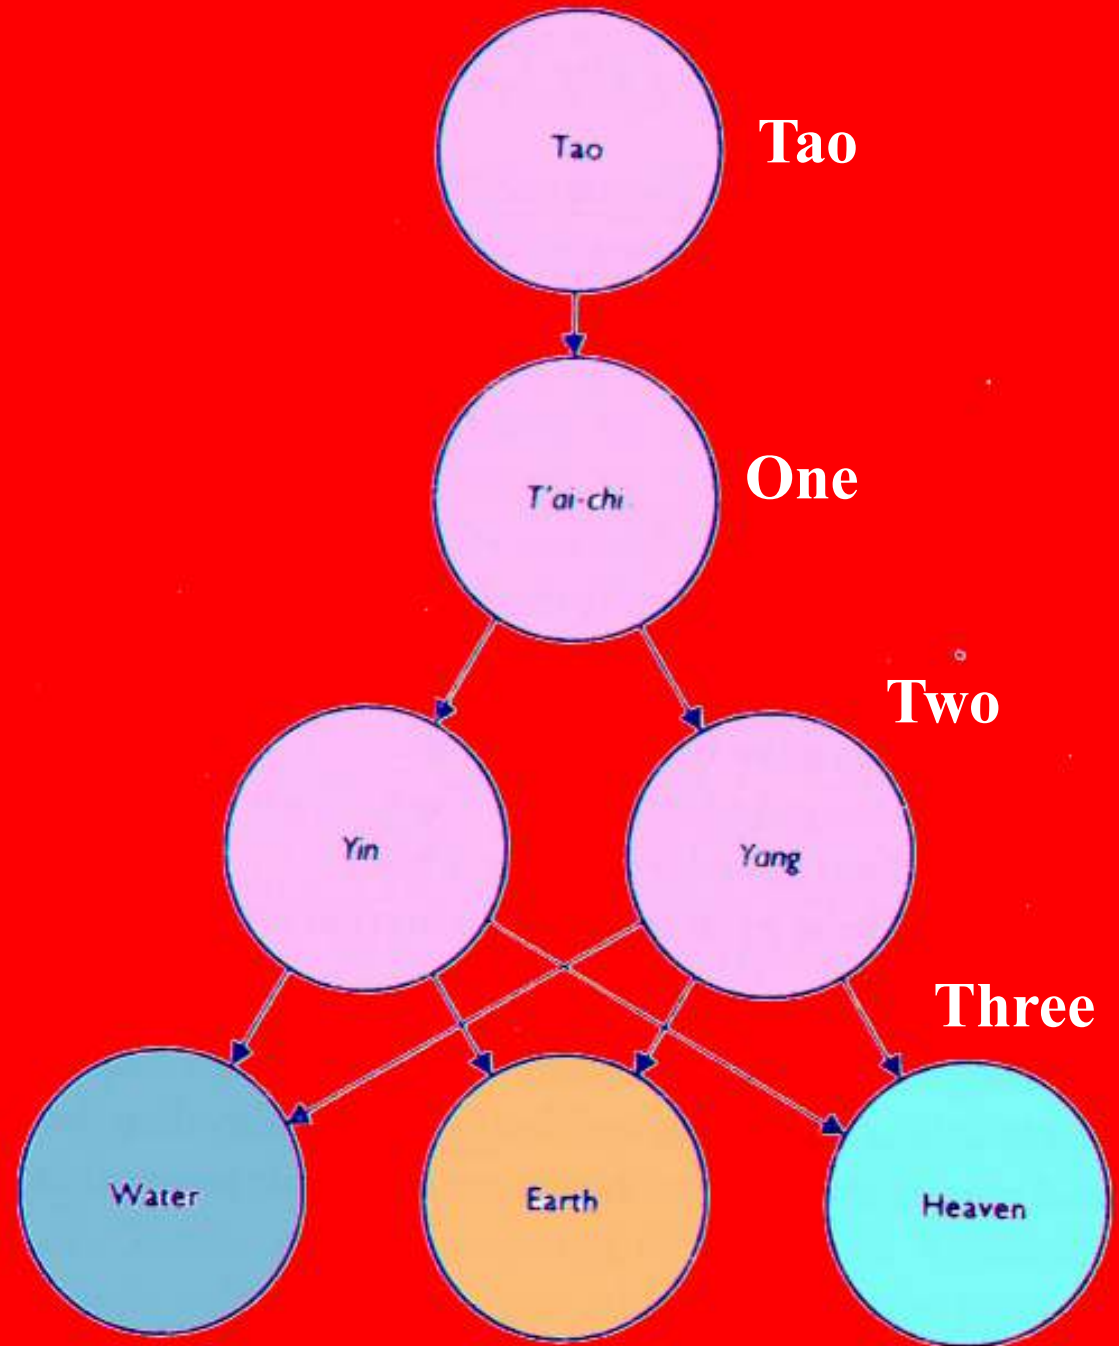 Tao
Tao
T'ai-chi
One
Two
Yin
Yang
Three
Water
Earth
Heaven